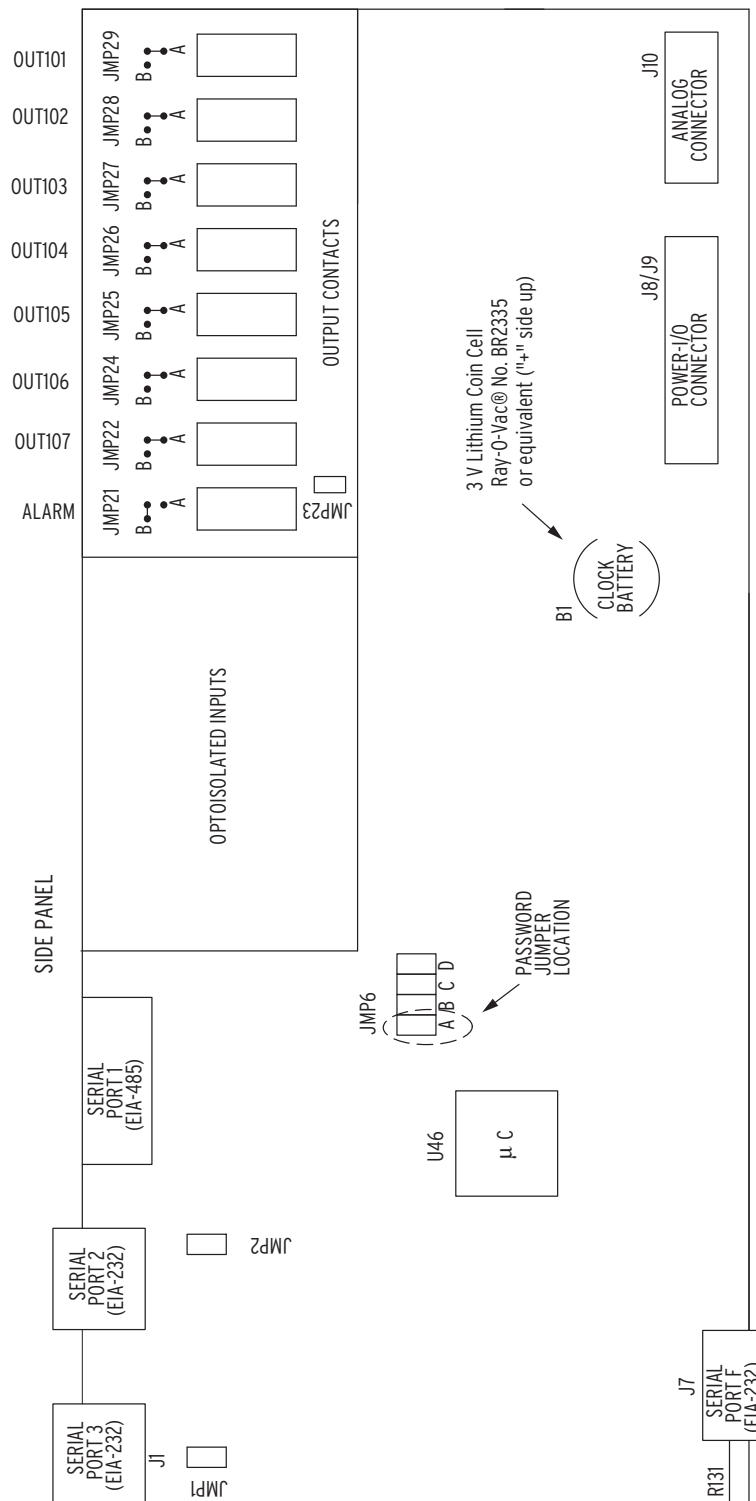 OUT101
OUT102
OUT103
OUT104
OUT105
OUT106
OUT107
ALARM
JMP29
B
A
JMP28
B
A
JMP27
B
A
JMP26
B
A
JMP25
B
A
JMP24
B
A
JMP22
B
A
JMP21
B
A
JMP23
OUTPUT CONTACTS
J10
ANALOG
CONNECTOR
J8/J9
POWER-I/O
CONNECTOR
3 V Lithium Coin Cell
Ray-O-Vac® No. BR2335
or equivalent ("+" side up)
B1
CLOCK
BATTERY
OPTOISOLATED INPUTS
SIDE PANEL
JMP6
A B C D
PASSWORD
JUMPER
LOCATION
SERIAL
PORT 1
(EIA-485)
U46
µ C
SERIAL
PORT 2
(EIA-232)
JMP2
SERIAL
PORT 3
(EIA-232)
J1
JMP1
J7
SERIAL
PORT F
(EIA-232)
R131